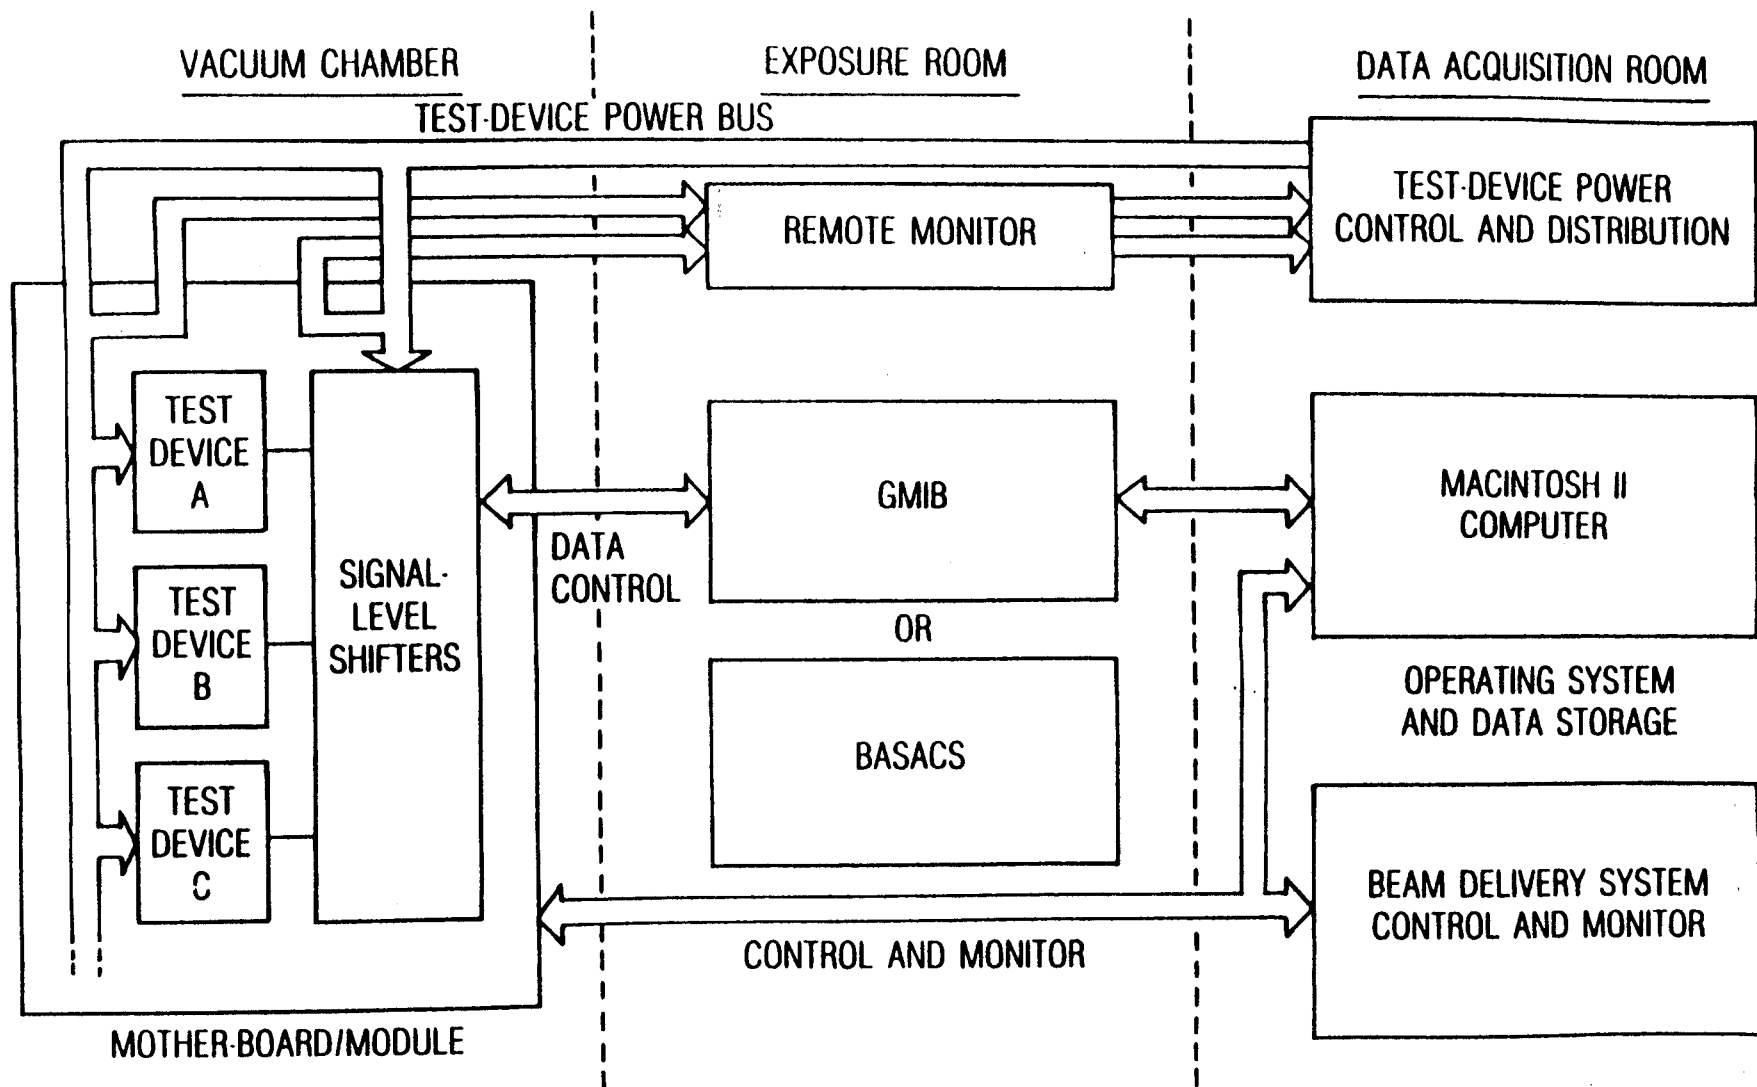 VACUUM CHAMBER
EXPOSURE ROOM
DATA ACQUISITION ROOM
TEST-DEVICE POWER BUS
TEST-DEVICE POWER
CONTROL AND DISTRIBUTION
REMOTE MONITOR
TEST
DEVICE
A
TEST
DEVICE
B
TEST
DEVICE
C
SIGNAL-
LEVEL
SHIFTERS
DATA
CONTROL
GMIB
OR
BASACS
MACINTOSH II
COMPUTER
OPERATING SYSTEM
AND DATA STORAGE
BEAM DELIVERY SYSTEM
CONTROL AND MONITOR
CONTROL AND MONITOR
MOTHER-BOARD/MODULE